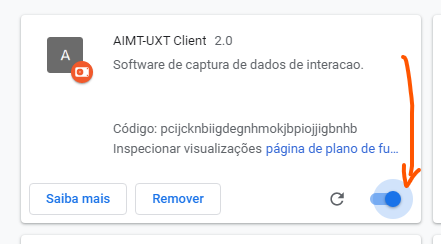 A
AIMT-UXT Client 2.0
Software de captura de dados de interacao.
Código: pcijcknbiigdegnhmokjbpiojjigbnhb
Inspecionar visualizações página de plano de fu...
Saiba mais
Remover